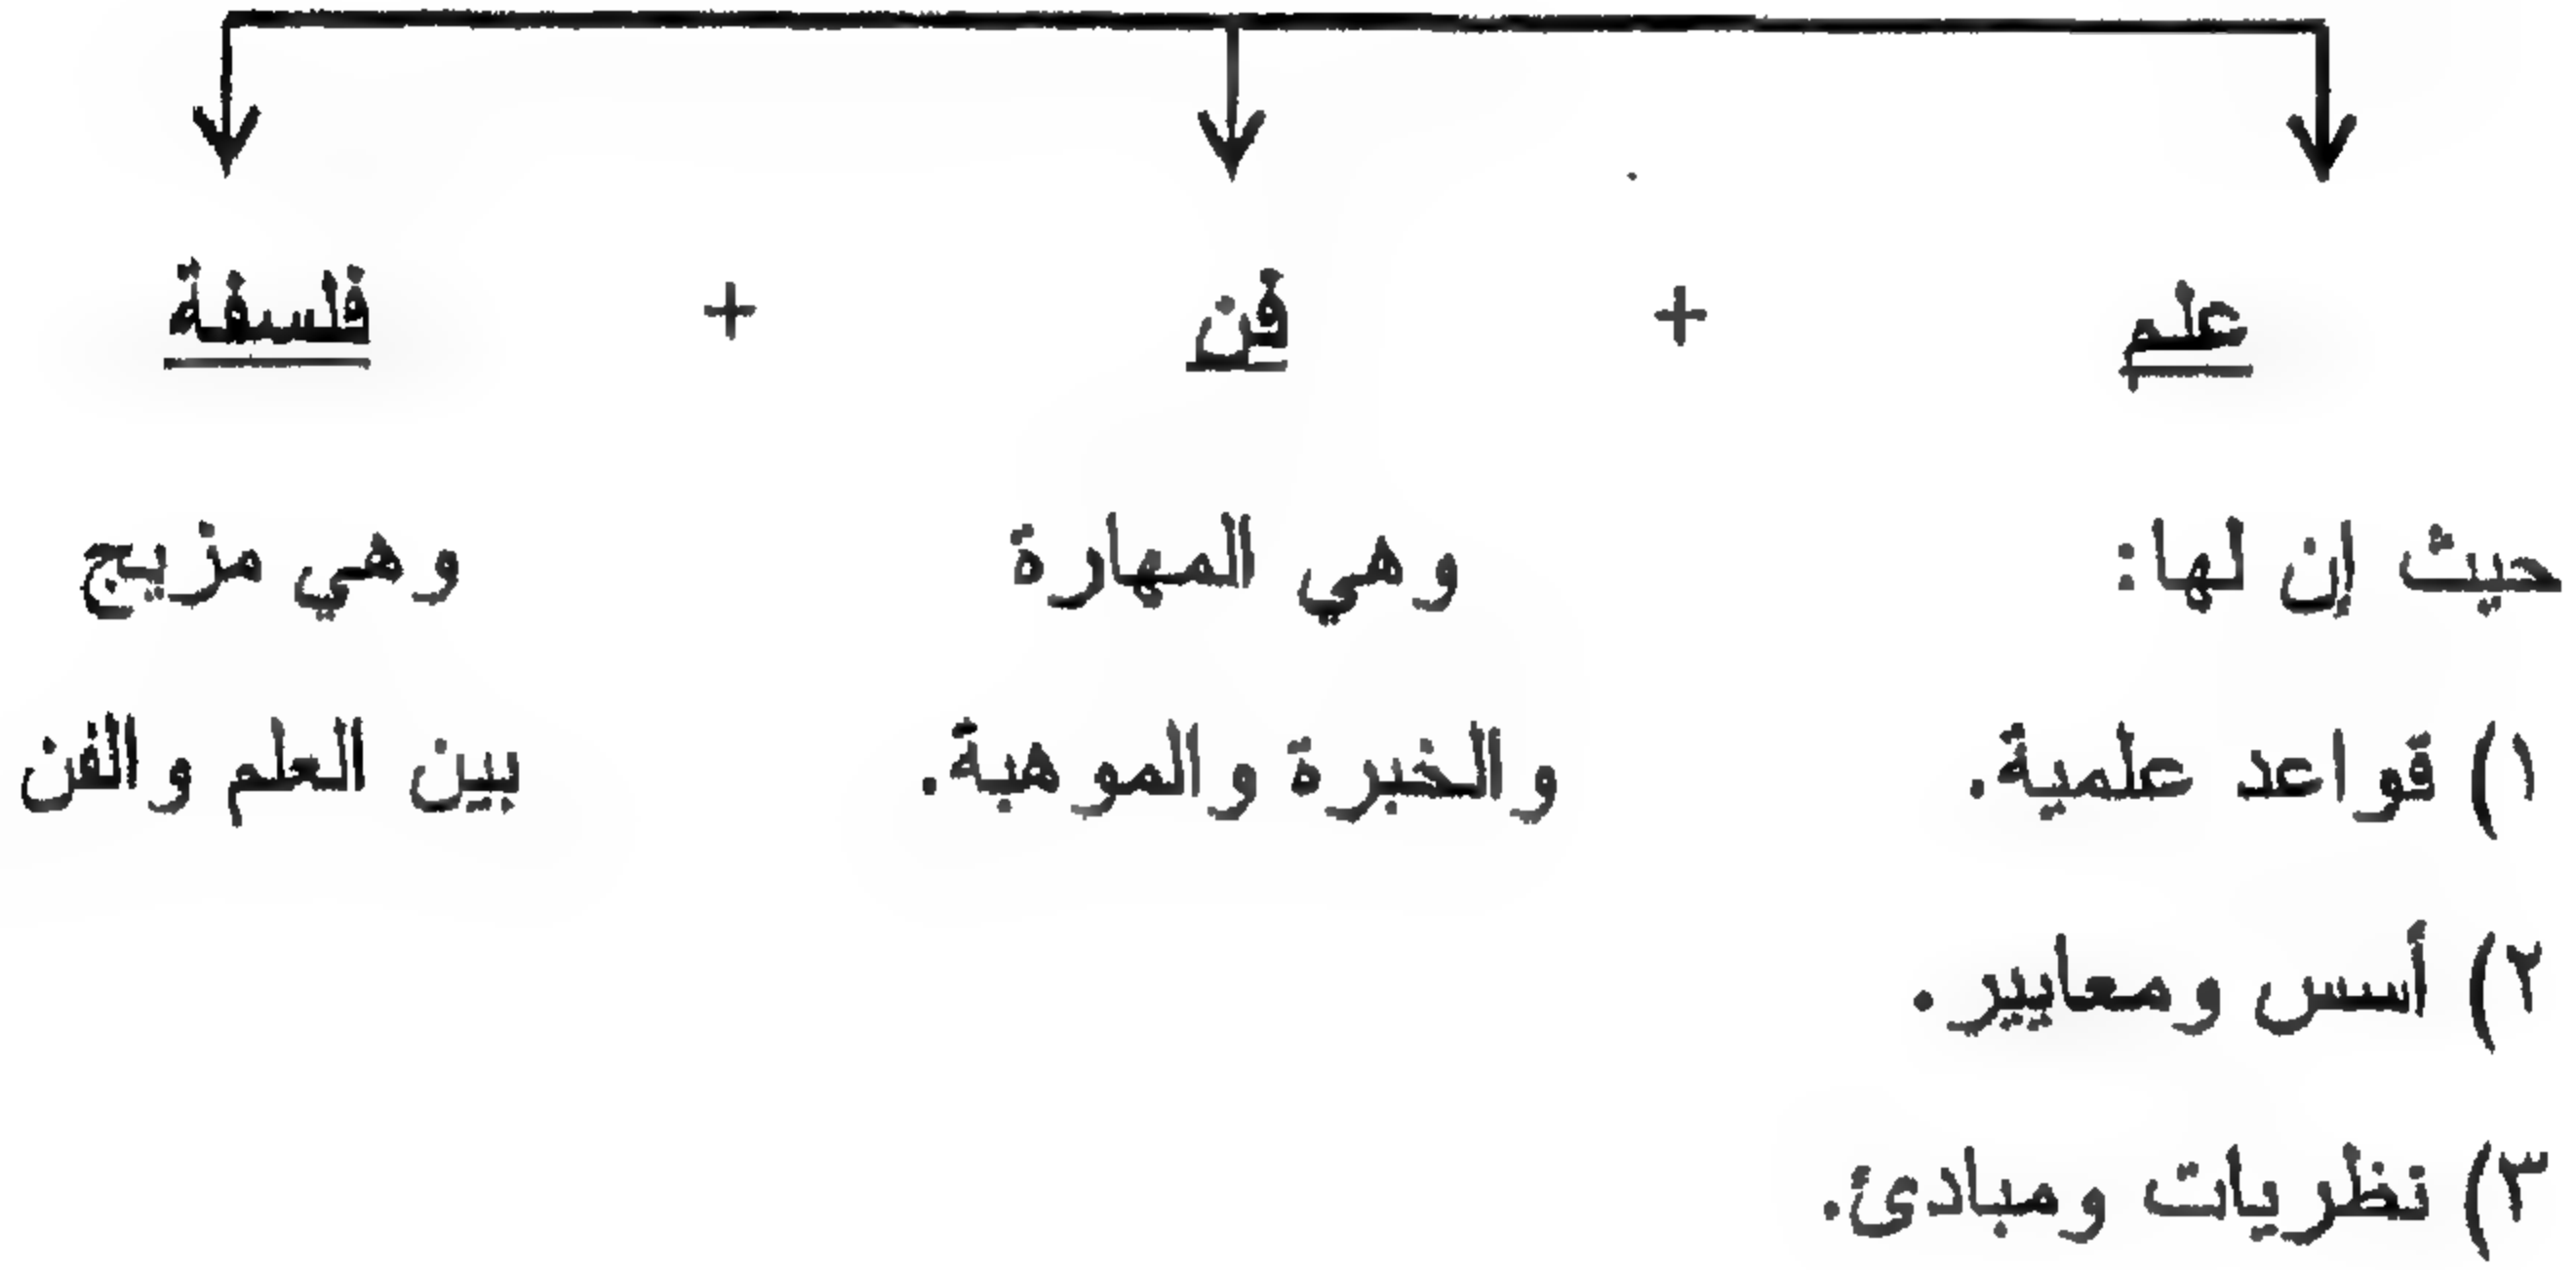 علم + فن + فلسفة
حيث إن لها: وهي المهارة وهي مزيج
١) قواعد علمية. والخبرة والموهبة. بين العلم والفن
٢) أسس ومعايير.
٣) نظريات ومبادئ.